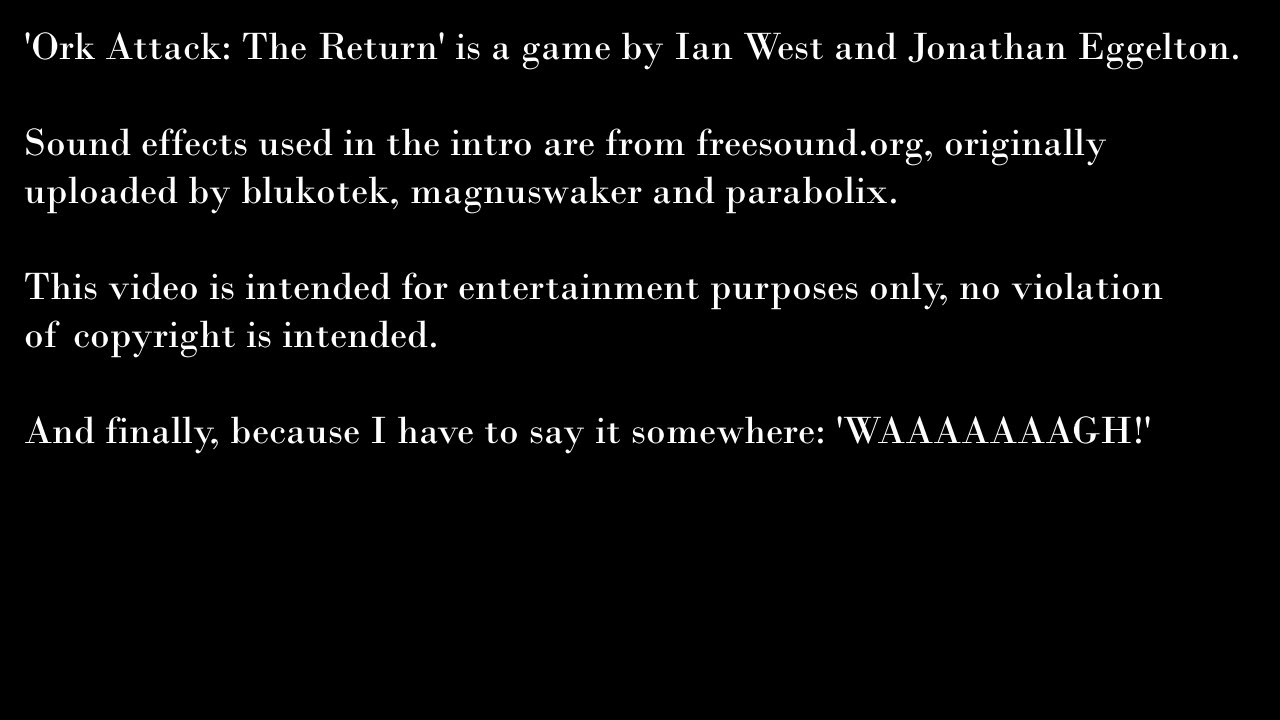 'Ork Attack: The Return' is a game by Ian West and Jonathan Eggelton.
Sound effects used in the intro are from freesound.org, originally
uploaded by blukotek, magnuswaker and parabolix.
This video is intended for entertainment purposes only, no violation
of copyright is intended.
And finally, because I have to say it somewhere: 'WAAAAAAAGH!'